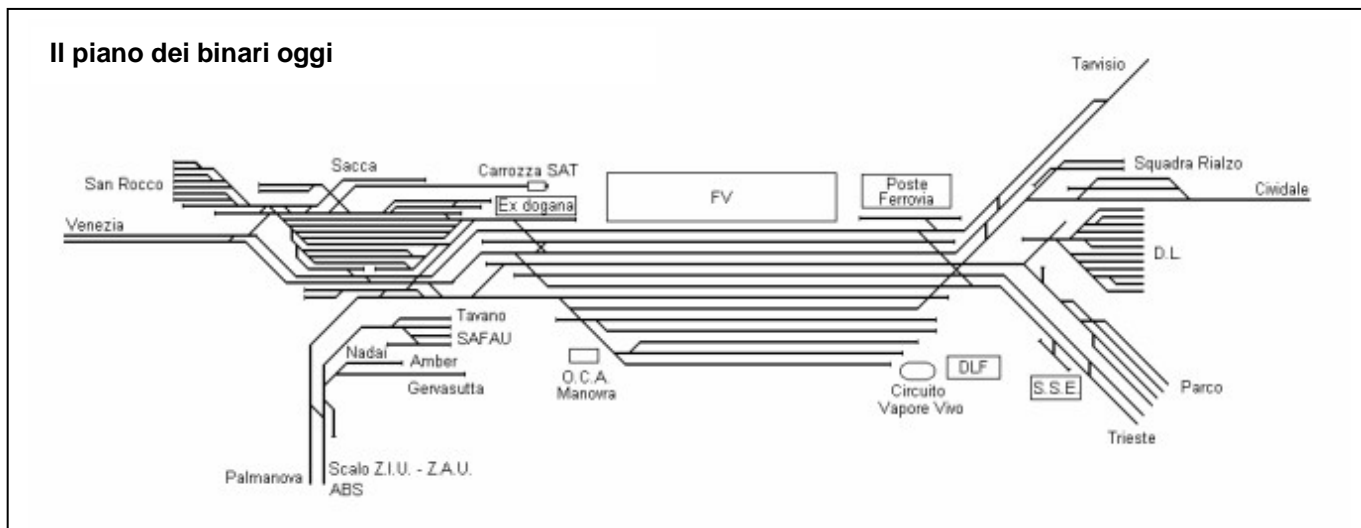 Il piano dei binari oggi
Tarvisio
Sacca
Carrozza SAT
Squadra Rialzo
San Rocco
Ex dogana
FV
Poste
Ferrovia
Cividale
Venezia
D.L.
Tavano
SAFAU
Nadai
Amber
Gervasutta
O.C.A.
Manovra
Circuito
Vapore Vivo
DLF
S.S.E.
Parco
Trieste
Palmanova
Scalo Z.I.U. - Z.A.U.
ABS